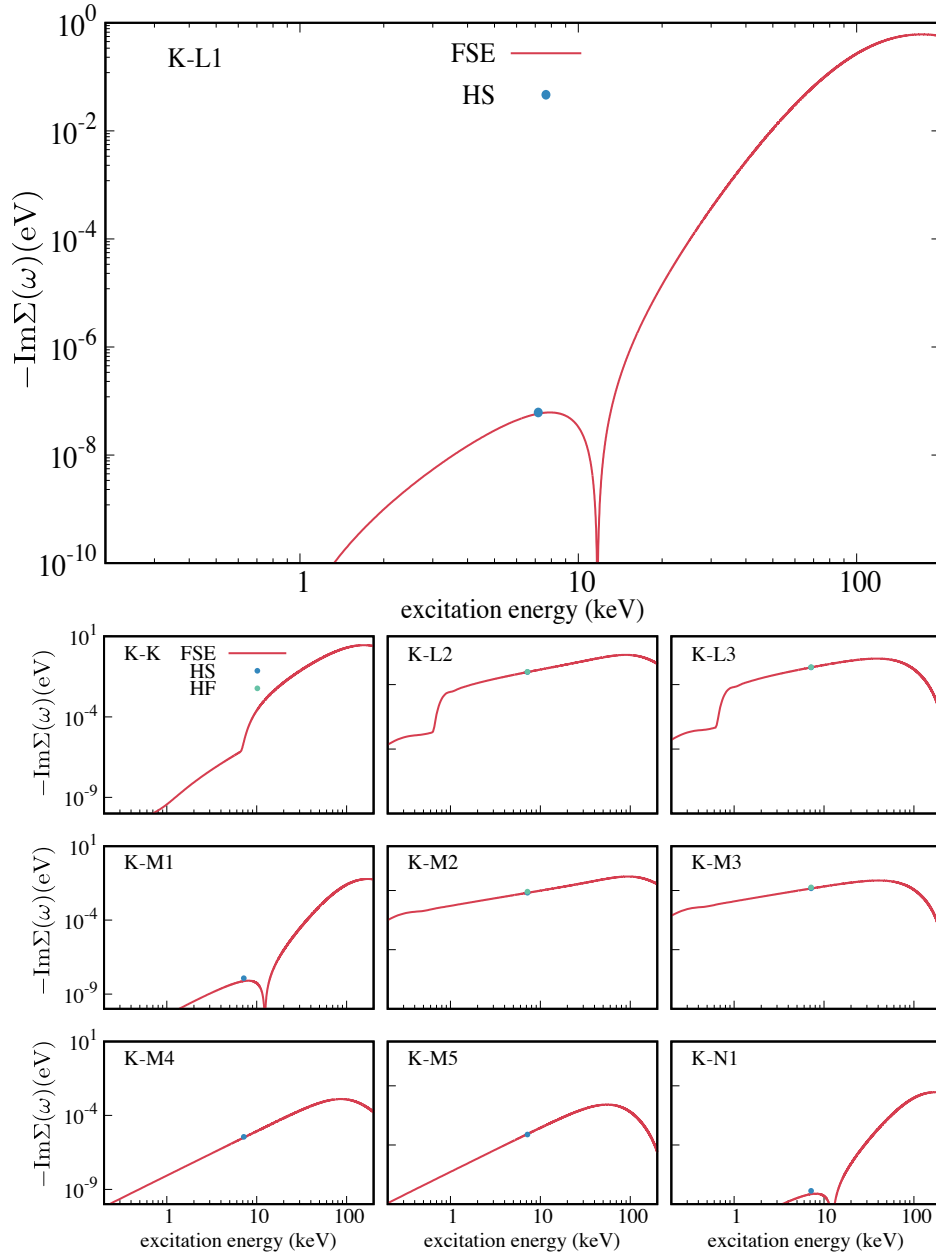 10^0
K-L1
FSE
HS
10^-2
10^-4
10^-6
10^-8
10^-10
−ImΣ(ω)(eV)
1 10 100
excitation energy (keV)
10^1
K-K FSE
HS
HF
10^-4
10^-9
−ImΣ(ω)(eV)
K-L2
K-L3
10^1
K-M1
10^-4
10^-9
−ImΣ(ω)(eV)
K-M2
K-M3
10^1
K-M4
10^-4
10^-9
−ImΣ(ω)(eV)
K-M5
K-N1
1 10 100
1 10 100
1 10 100
excitation energy (keV)
excitation energy (keV)
excitation energy (keV)